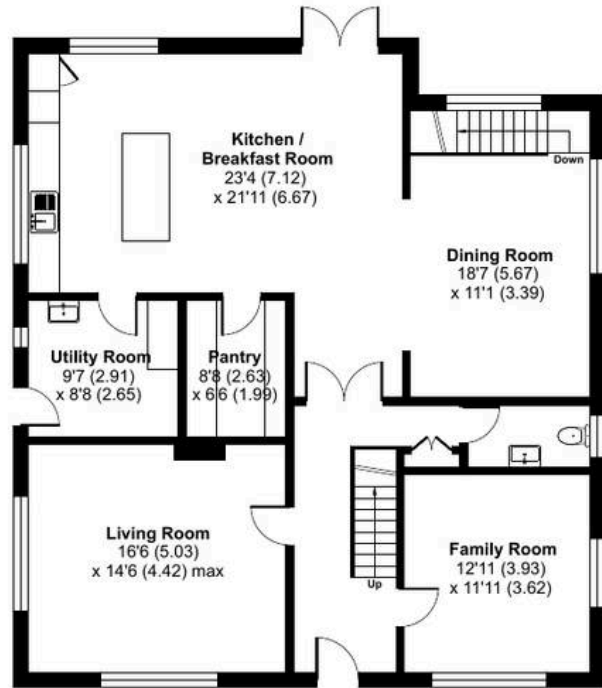 Kitchen /
Breakfast Room
23'4 (7.12)
x 21'11 (6.67)
Down
Dining Room
18'7 (5.67)
x 11'1 (3.39)
Utility Room
9'7 (2.91)
x 8'8 (2.65)
Pantry
8'8 (2.63)
x 6'6 (1.99)
Living Room
16'6 (5.03)
x 14'6 (4.42) max
Up
Family Room
12'11 (3.93)
x 11'11 (3.62)